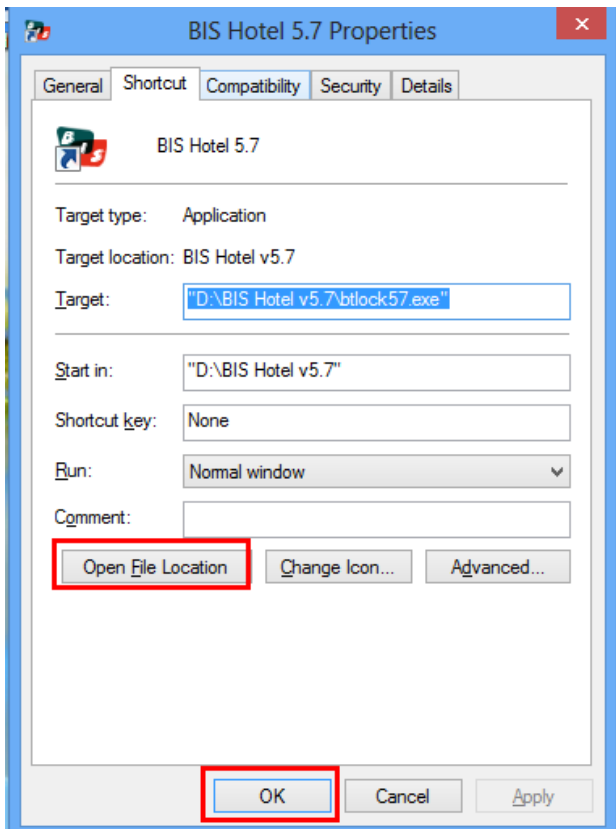 BIS Hotel 5.7 Properties
General Shortcut Compatibility Security Details
BIS
BIS Hotel 5.7
Target type: Application
Target location: BIS Hotel v5.7
Target: "D:\BIS Hotel v5.7\btlock57.exe"
Start in: "D:\BIS Hotel v5.7"
Shortcut key: None
Run: Normal window
Comment:
Open File Location Change Icon... Advanced...
OK Cancel Apply